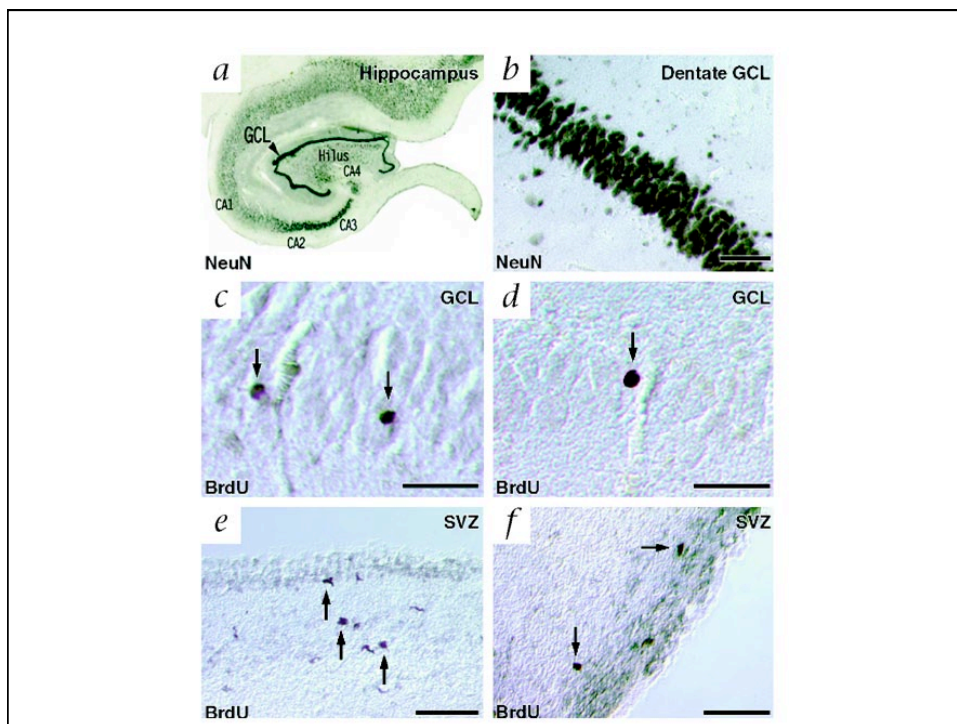 a
Hippocampus
GCL
Hilus
CA4
CA1
CA3
CA2
NeuN
b
Dentate GCL
NeuN
c
GCL
BrdU
d
GCL
BrdU
e
SVZ
BrdU
f
SVZ
BrdU